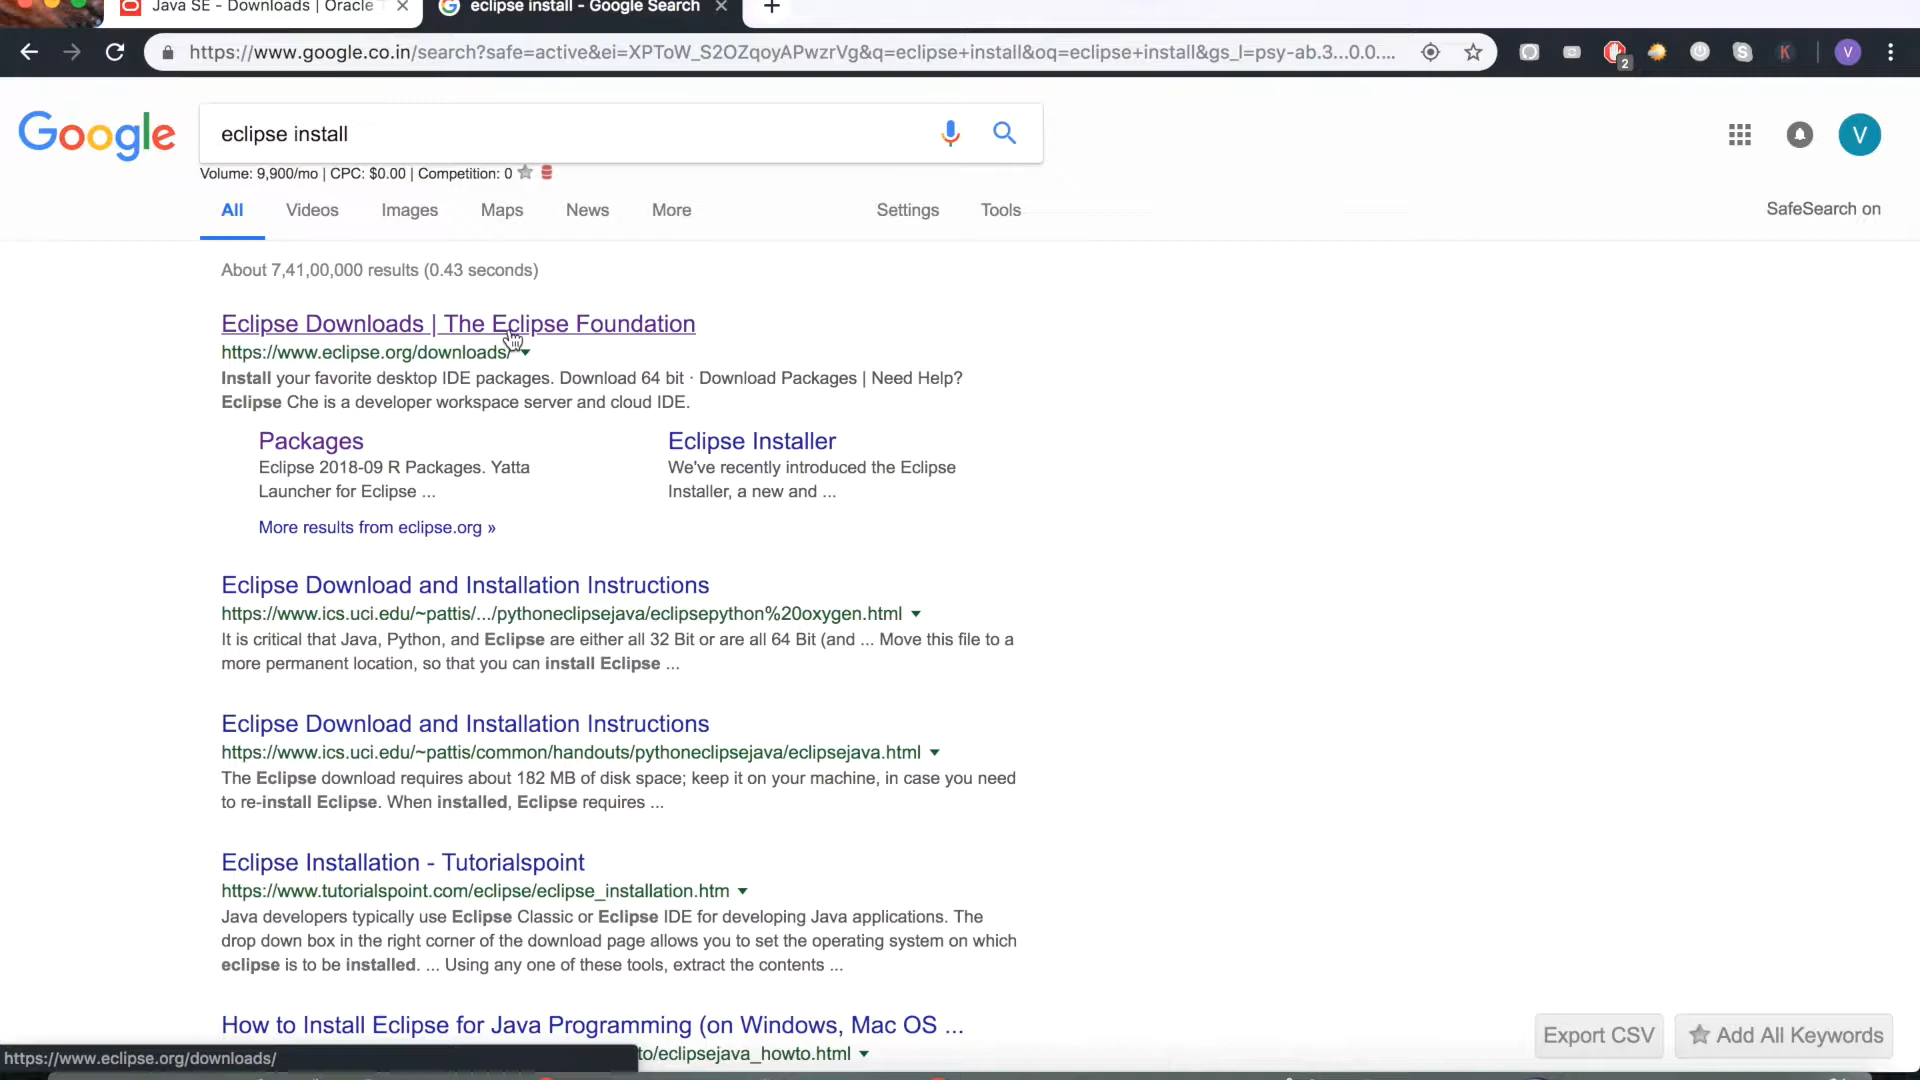 Java SE - Downloads | Oracle
eclipse install - Google Search
https://www.google.co.in/search?safe=active&ei=XPToW_S2OZqoyAPwzrVg&q=eclipse+install&oq=eclipse+install&gs_l=psy-ab.3...0.0....
2
S
K
V
Google
eclipse install
V
Volume: 9,900/mo | CPC: $0.00 | Competition: 0
All Videos Images Maps News More Settings Tools SafeSearch on
About 7,41,00,000 results (0.43 seconds)
Eclipse Downloads | The Eclipse Foundation
https://www.eclipse.org/downloads/
Install your favorite desktop IDE packages. Download 64 bit · Download Packages | Need Help?
Eclipse Che is a developer workspace server and cloud IDE.
Packages
Eclipse 2018-09 R Packages. Yatta
Launcher for Eclipse ...
Eclipse Installer
We've recently introduced the Eclipse
Installer, a new and ...
More results from eclipse.org »
Eclipse Download and Installation Instructions
https://www.ics.uci.edu/~pattis/.../pythoneclipsejava/eclipsepython%20oxygen.html
It is critical that Java, Python, and Eclipse are either all 32 Bit or are all 64 Bit (and ... Move this file to a
more permanent location, so that you can install Eclipse ...
Eclipse Download and Installation Instructions
https://www.ics.uci.edu/~pattis/common/handouts/pythoneclipsejava/eclipsejava.html
The Eclipse download requires about 182 MB of disk space; keep it on your machine, in case you need
to re-install Eclipse. When installed, Eclipse requires ...
Eclipse Installation - Tutorialspoint
https://www.tutorialspoint.com/eclipse/eclipse_installation.htm
Java developers typically use Eclipse Classic or Eclipse IDE for developing Java applications. The
drop down box in the right corner of the download page allows you to set the operating system on which
eclipse is to be installed. ... Using any one of these tools, extract the contents ...
How to Install Eclipse for Java Programming (on Windows, Mac OS ...
to/eclipsejava_howto.html
Export CSV
Add All Keywords
https://www.eclipse.org/downloads/